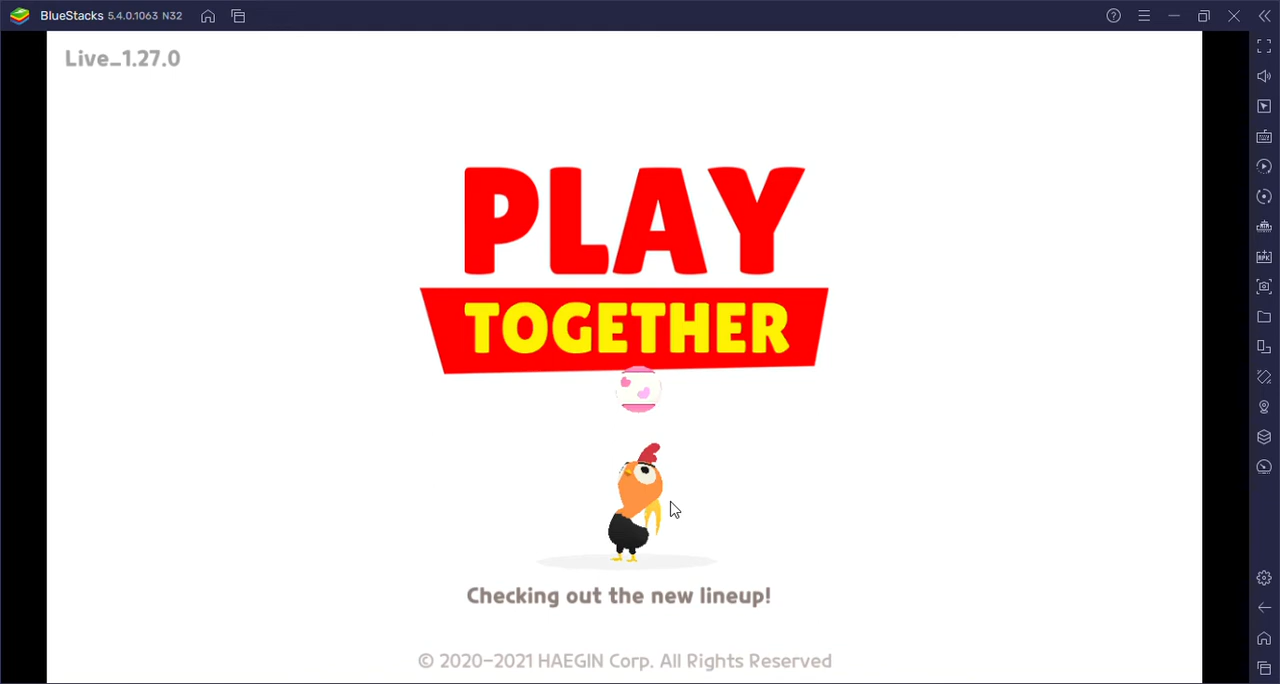 BlueStacks 5.4.0.1063 N32
Live_1.27.0
PLAY
TOGETHER
Checking out the new lineup!
© 2020-2021 HAEGIN Corp. All Rights Reserved